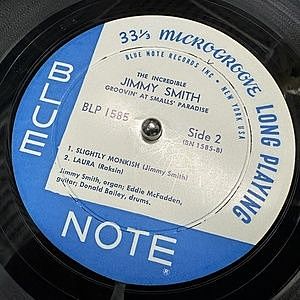 33⅓ MICROGROOVE LONG PLAYING
BLUE NOTE RECORDS INC • NEW YORK USA
THE INCREDIBLE
JIMMY SMITH
GROOVIN' AT SMALLS' PARADISE
BLP 1585
Side 2
(BN 1585-B)
1. SLIGHTLY MONKISH (Jimmy Smith)
2. LAURA (Raksin)
Jimmy Smith, organ; Eddie McFadden,
guitar; Donald Bailey, drums.
BLUE
NOTE
®